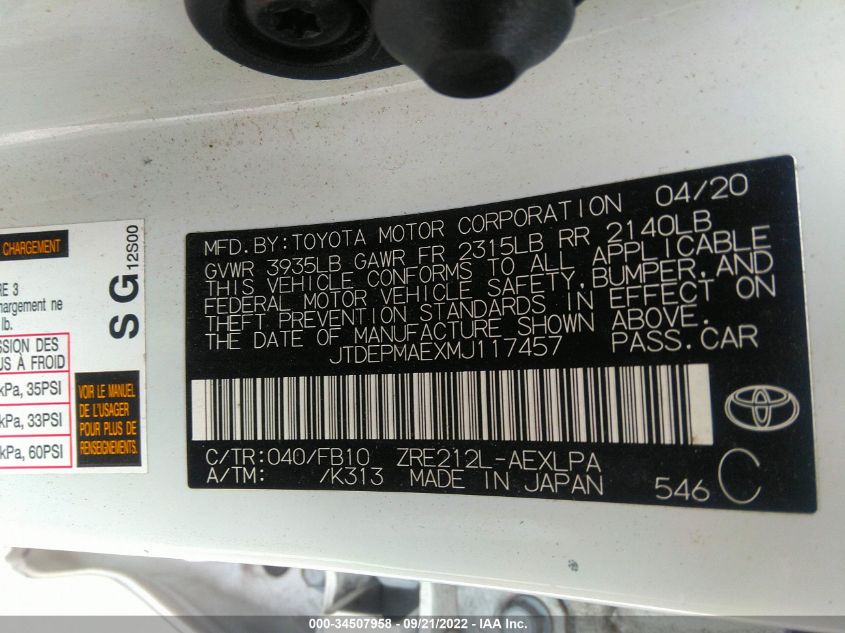 MFD. BY: TOYOTA MOTOR CORPORATION 04/20
GVWR 3935LB GAWR FR 2315LB RR 2140LB
THIS VEHICLE CONFORMS TO ALL APPLICABLE
FEDERAL MOTOR VEHICLE SAFETY, BUMPER, AND
THEFT PREVENTION STANDARDS IN EFFECT ON
THE DATE OF MANUFACTURE SHOWN ABOVE.
JTDEPMAEXMJ117457 PASS. CAR
C/TR: 040/FB10 ZRE212L-AEXLPA
A/TM: /K313 MADE IN JAPAN
546 C
CHARGEMENT
RE 3
chargement ne
lb.
SSION DES
US À FROID
kPa, 35PSI
kPa, 33PSI
kPa, 60PSI
VOIR LE MANUEL
DE L'USAGER
POUR PLUS DE
RENSEIGNEMENTS.
SG 12S00
000-34507958 - 09/21/2022 - IAA Inc.